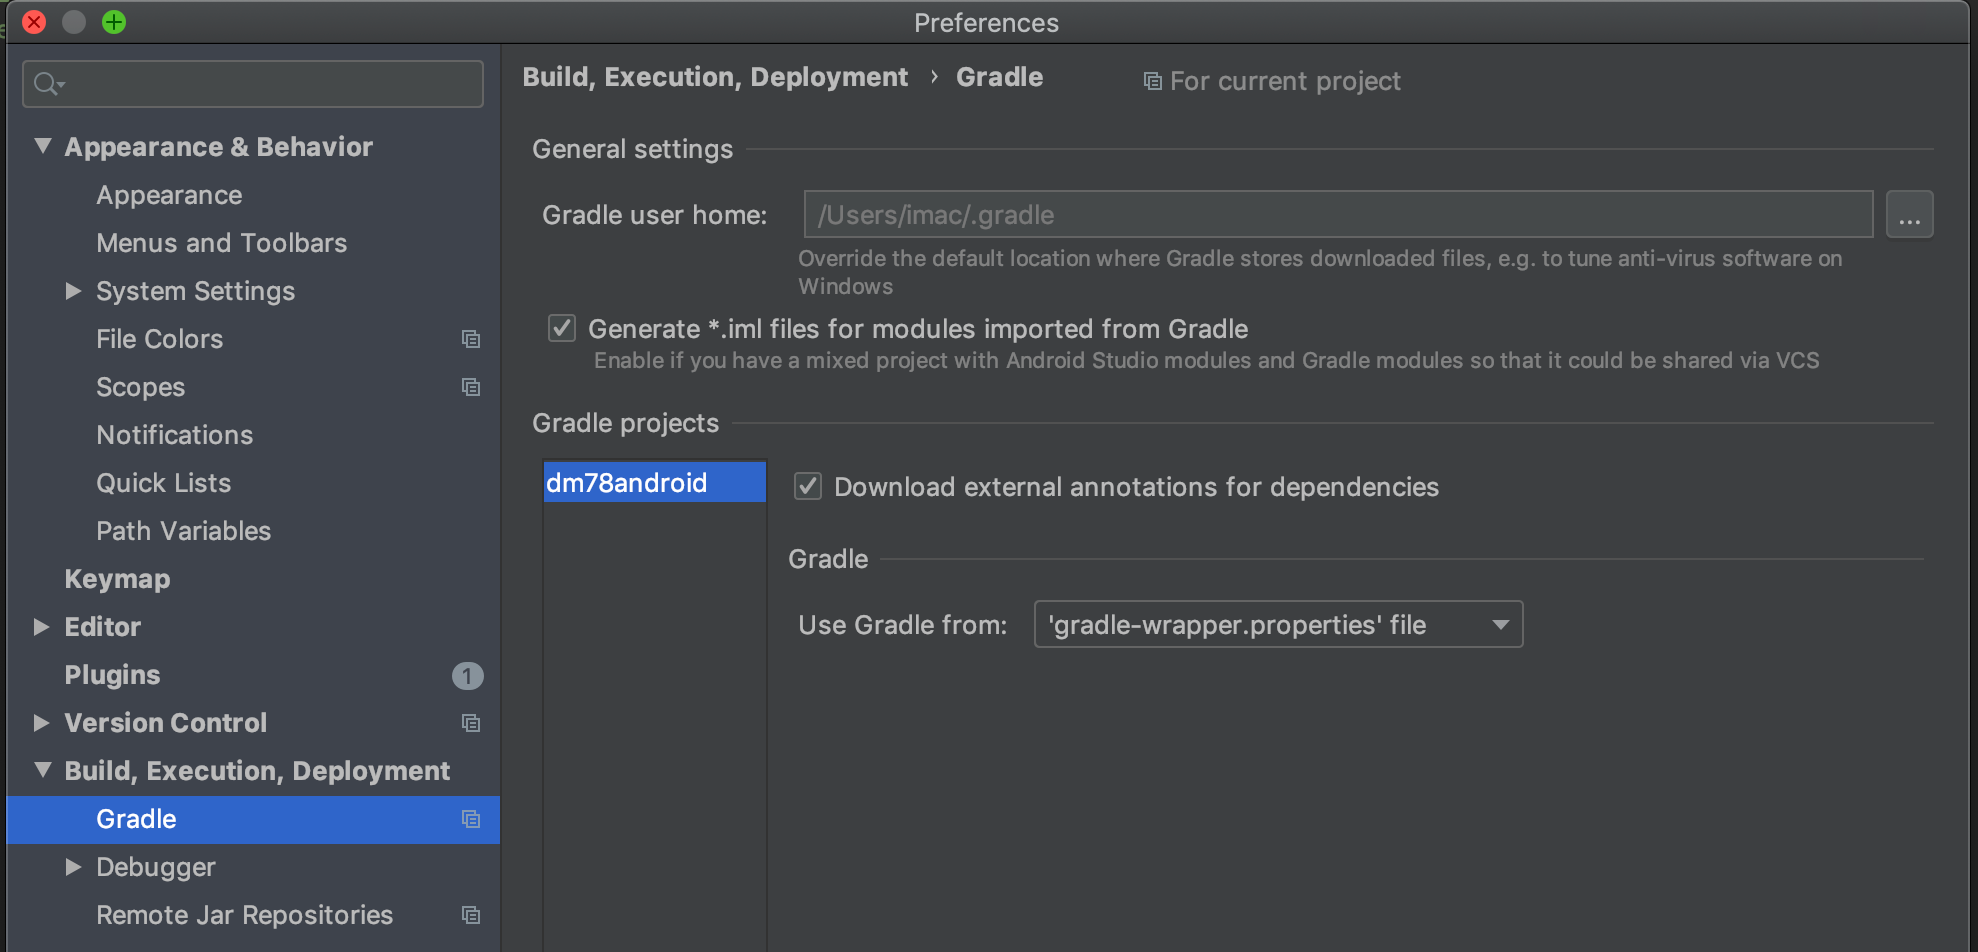 Preferences
Appearance & Behavior
Appearance
Menus and Toolbars
System Settings
File Colors
Scopes
Notifications
Quick Lists
Path Variables
Keymap
Editor
Plugins 1
Version Control
Build, Execution, Deployment
Gradle
Debugger
Remote Jar Repositories
Build, Execution, Deployment › Gradle For current project
General settings
Gradle user home: /Users/imac/.gradle ...
Override the default location where Gradle stores downloaded files, e.g. to tune anti-virus software on
Windows
Generate *.iml files for modules imported from Gradle
Enable if you have a mixed project with Android Studio modules and Gradle modules so that it could be shared via VCS
Gradle projects
dm78android
Download external annotations for dependencies
Gradle
Use Gradle from: 'gradle-wrapper.properties' file